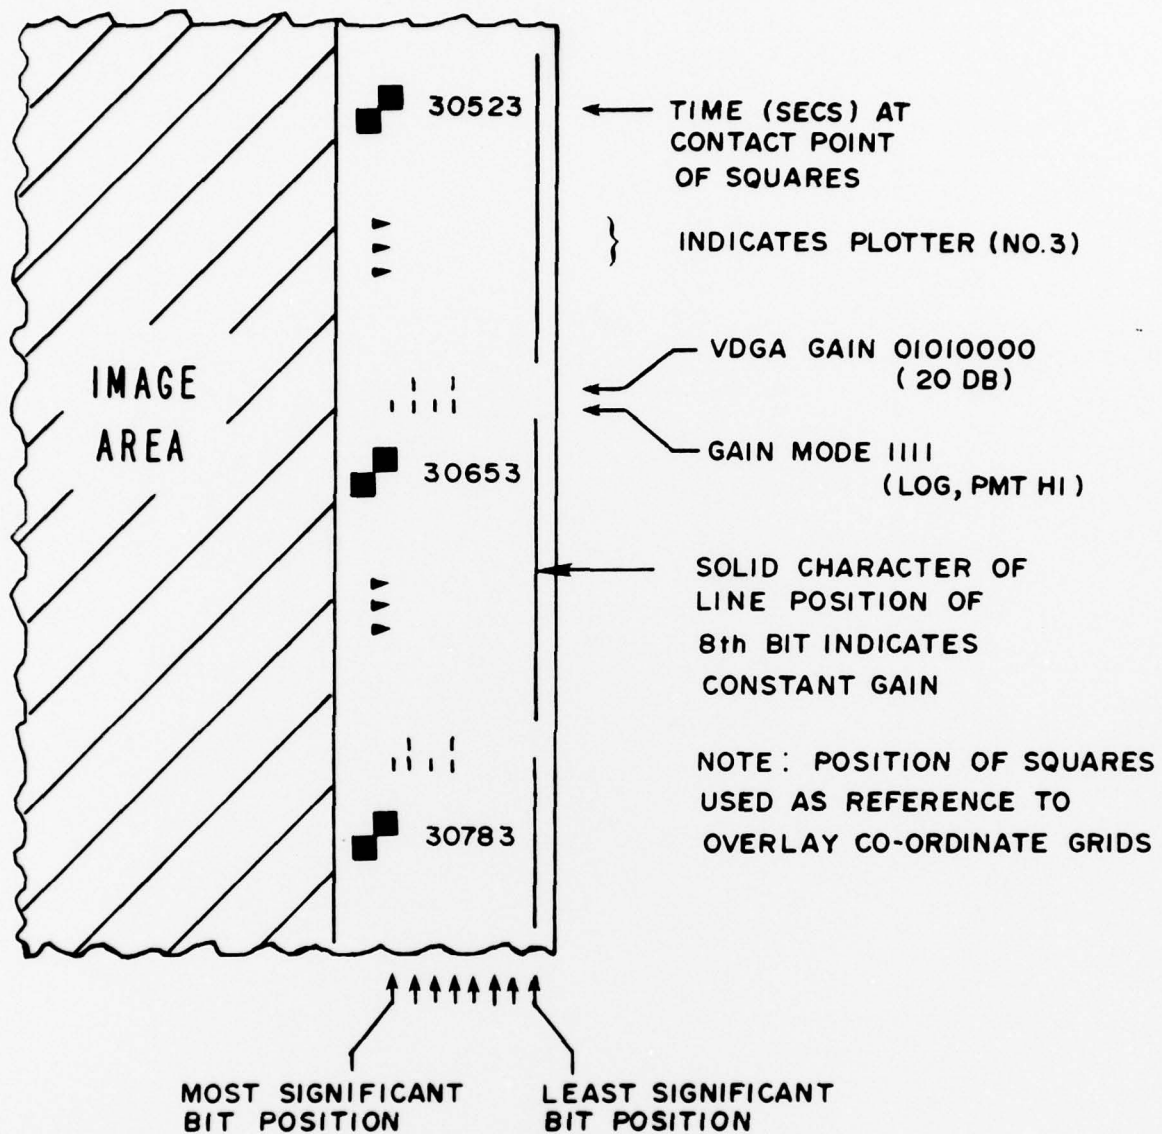 30523
TIME (SECS) AT
CONTACT POINT
OF SQUARES
INDICATES PLOTTER (NO.3)
VDGA GAIN 01010000
(20 DB)
IMAGE
AREA
GAIN MODE 1111
(LOG, PMT HI)
30653
SOLID CHARACTER OF
LINE POSITION OF
8th BIT INDICATES
CONSTANT GAIN
NOTE: POSITION OF SQUARES
USED AS REFERENCE TO
OVERLAY CO-ORDINATE GRIDS
30783
MOST SIGNIFICANT
BIT POSITION
LEAST SIGNIFICANT
BIT POSITION